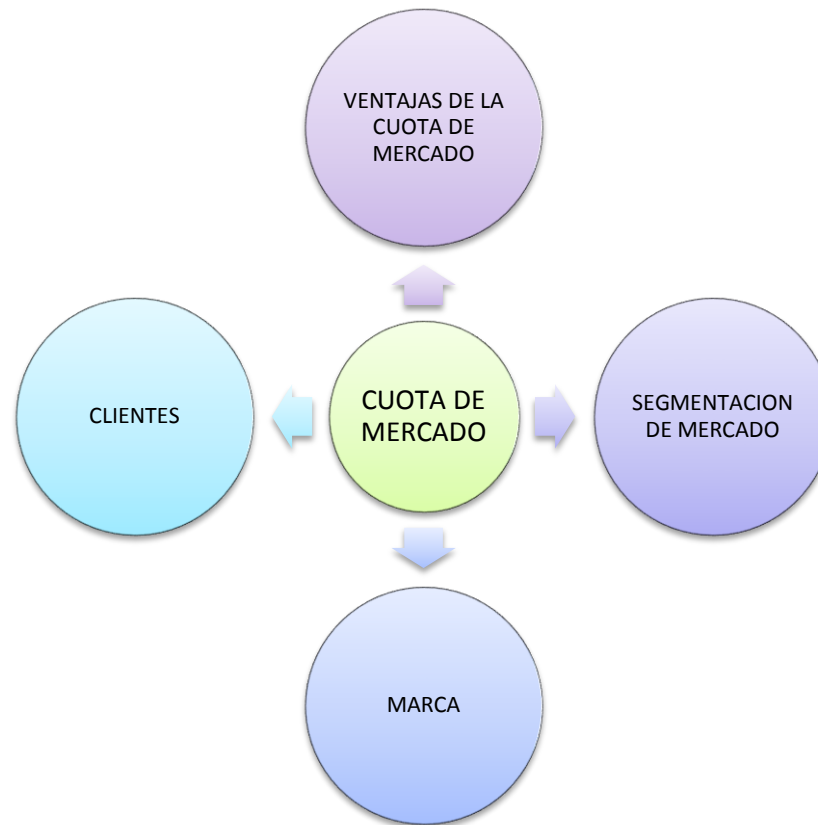 VENTAJAS DE LA
CUOTA DE
MERCADO
CLIENTES
CUOTA DE
MERCADO
SEGMENTACION
DE MERCADO
MARCA